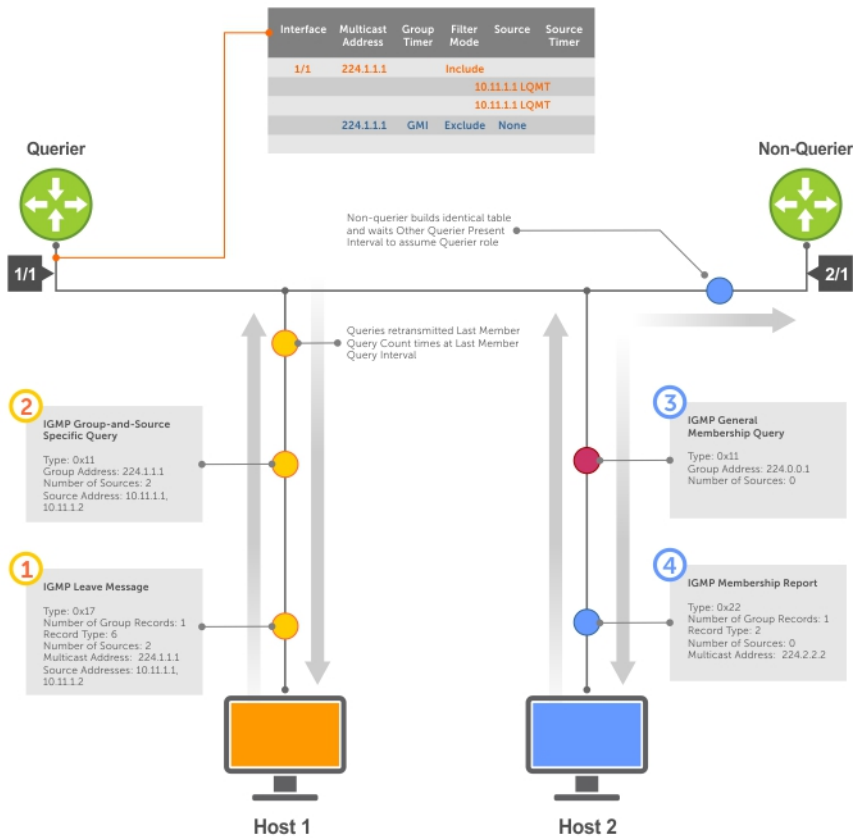 Interface Multicast Address Group Timer Filter Mode Source Source Timer
1/1 224.1.1.1 Include
10.11.1.1 LQMT
10.11.1.1 LQMT
224.1.1.1 GMI Exclude None
Querier
Non-Querier
1/1
2/1
Non-querier builds identical table
and waits Other Querier Present
Interval to assume Querier role
Queries retransmitted Last Member
Query Count times at Last Member
Query Interval
2
IGMP Group-and-Source
Specific Query
Type: 0x11
Group Address: 224.1.1.1
Number of Sources: 2
Source Address: 10.11.1.1,
10.11.1.2
3
IGMP General
Membership Query
Type: 0x11
Group Address: 224.0.0.1
Number of Sources: 0
1
IGMP Leave Message
Type: 0x17
Number of Group Records: 1
Record Type: 6
Number of Sources: 2
Multicast Address: 224.1.1.1
Source Addresses: 10.11.1.1,
10.11.1.2
4
IGMP Membership Report
Type: 0x22
Number of Group Records: 1
Record Type: 2
Number of Sources: 0
Multicast Address: 224.2.2.2
Host 1
Host 2